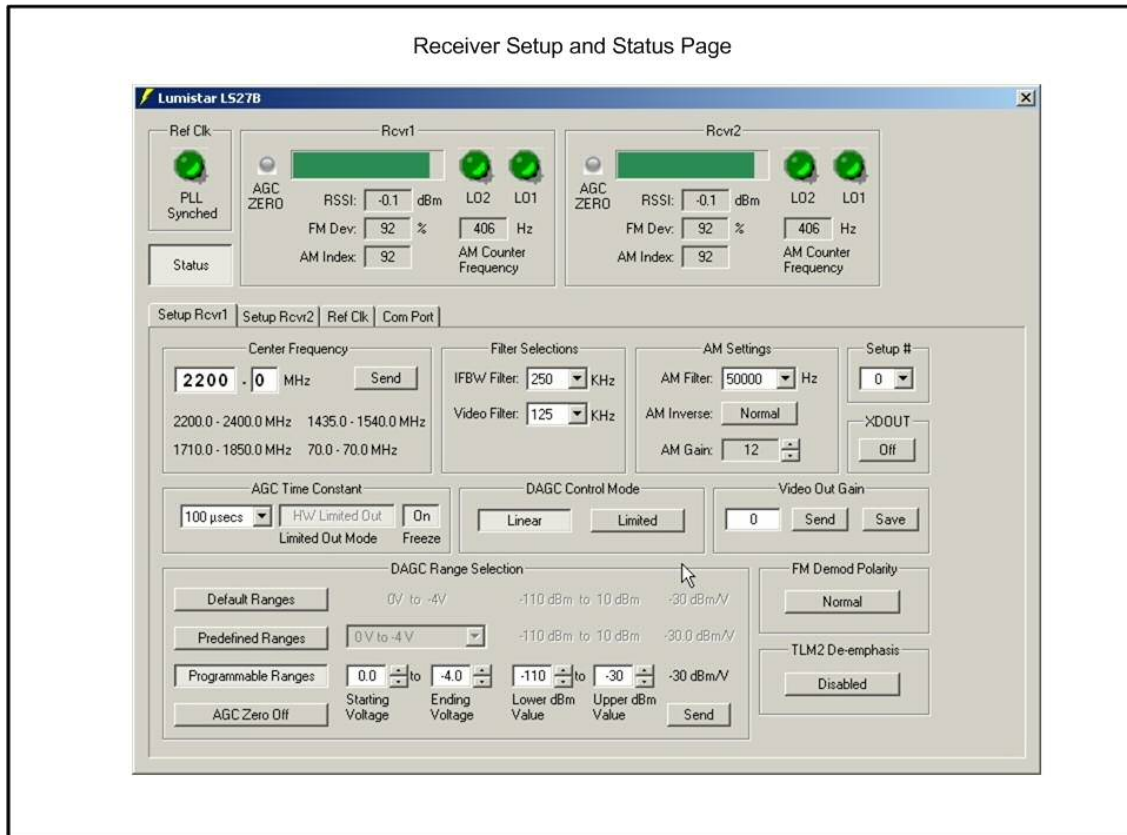 Receiver Setup and Status Page
Lumistar LS27B
Ref Clk
PLL
Synched
Status
Rcvr1
AGC
ZERO
RSSI: -0.1 dBm
FM Dev: 92 %
AM Index: 92
LO2 LO1
406 Hz
AM Counter
Frequency
Rcvr2
AGC
ZERO
RSSI: -0.1 dBm
FM Dev: 92 %
AM Index: 92
LO2 LO1
406 Hz
AM Counter
Frequency
Setup Rcvr1 Setup Rcvr2 Ref Clk Com Port
Center Frequency
2200 . 0 MHz Send
2200.0 - 2400.0 MHz 1435.0 - 1540.0 MHz
1710.0 - 1850.0 MHz 70.0 - 70.0 MHz
Filter Selections
IFBW Filter: 250 KHz
Video Filter: 125 KHz
AM Settings
AM Filter: 50000 Hz
AM Inverse: Normal
AM Gain: 12
Setup #
0
XDOUT
Off
AGC Time Constant
100 µsecs HW Limited Out On
Limited Out Mode Freeze
DAGC Control Mode
Linear Limited
Video Out Gain
0 Send Save
DAGC Range Selection
Default Ranges 0V to -4V -110 dBm to 10 dBm -30 dBm/V
Predefined Ranges 0 V to -4 V -110 dBm to 10 dBm -30.0 dBm/V
Programmable Ranges 0.0 to -4.0 -110 to -30 -30 dBm/V
Starting Voltage Ending Voltage Lower dBm Value Upper dBm Value
AGC Zero Off Send
FM Demod Polarity
Normal
TLM2 De-emphasis
Disabled